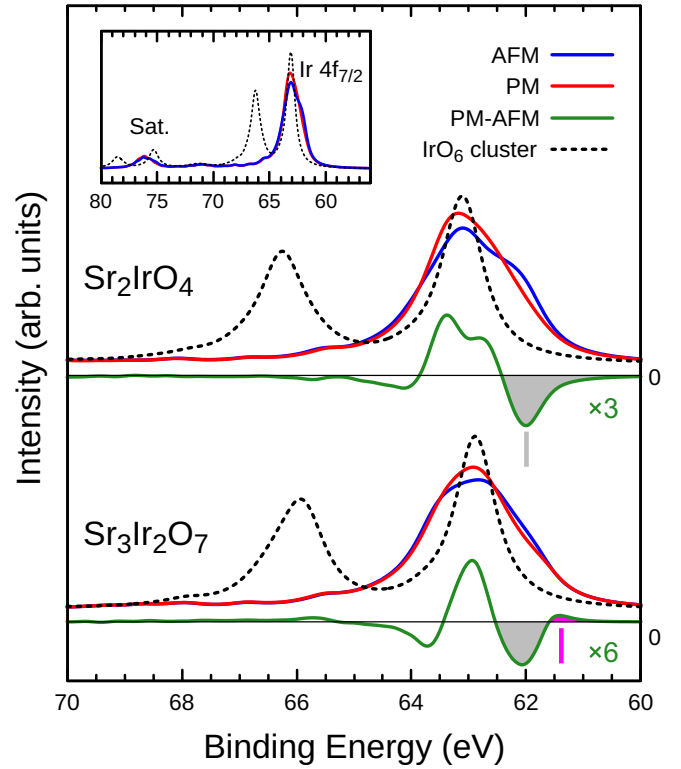 AFM
PM
PM-AFM
IrO6 cluster
Ir 4f7/2
Sat.
80 75 70 65 60
Intensity (arb. units)
Sr2IrO4
0
×3
Sr3Ir2O7
0
×6
70 68 66 64 62 60
Binding Energy (eV)